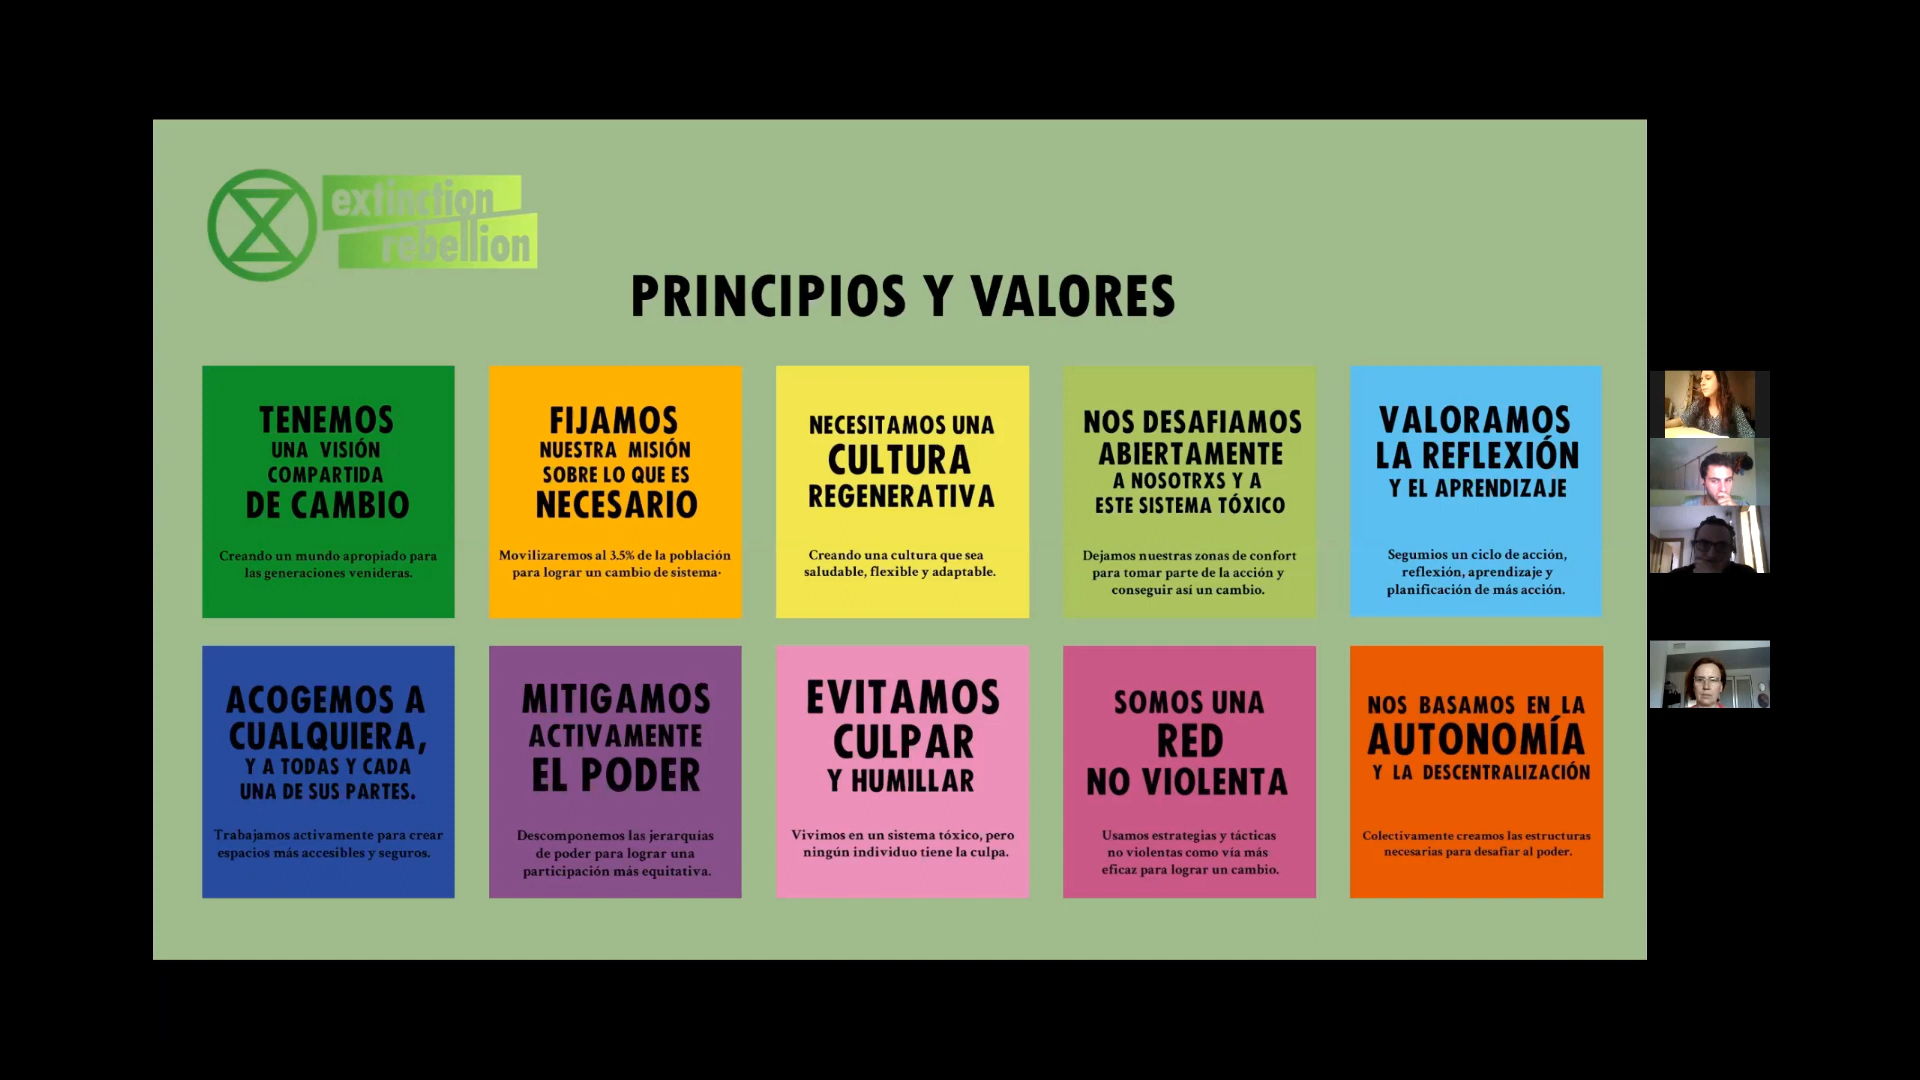 extinction
rebellion
PRINCIPIOS Y VALORES
TENEMOS
UNA VISIÓN
COMPARTIDA
DE CAMBIO
Creando un mundo apropiado para
las generaciones venideras.
FIJAMOS
NUESTRA MISIÓN
SOBRE LO QUE ES
NECESARIO
Movilizaremos al 3.5% de la población
para lograr un cambio de sistema.
NECESITAMOS UNA
CULTURA
REGENERATIVA
Creando una cultura que sea
saludable, flexible y adaptable.
NOS DESAFIAMOS
ABIERTAMENTE
A NOSOTRXS Y A
ESTE SISTEMA TÓXICO
Dejamos nuestras zonas de confort
para tomar parte de la acción y
conseguir así un cambio.
VALORAMOS
LA REFLEXIÓN
Y EL APRENDIZAJE
Segumios un ciclo de acción,
reflexión, aprendizaje y
planificación de más acción.
ACOGEMOS A
CUALQUIERA,
Y A TODAS Y CADA
UNA DE SUS PARTES.
Trabajamos activamente para crear
espacios más accesibles y seguros.
MITIGAMOS
ACTIVAMENTE
EL PODER
Descomponemos las jerarquías
de poder para lograr una
participación más equitativa.
EVITAMOS
CULPAR
Y HUMILLAR
Vivimos en un sistema tóxico, pero
ningún individuo tiene la culpa.
SOMOS UNA
RED
NO VIOLENTA
Usamos estrategias y tácticas
no violentas como vía más
eficaz para lograr un cambio.
NOS BASAMOS EN LA
AUTONOMÍA
Y LA DESCENTRALIZACIÓN
Colectivamente creamos las estructuras
necesarias para desafiar al poder.